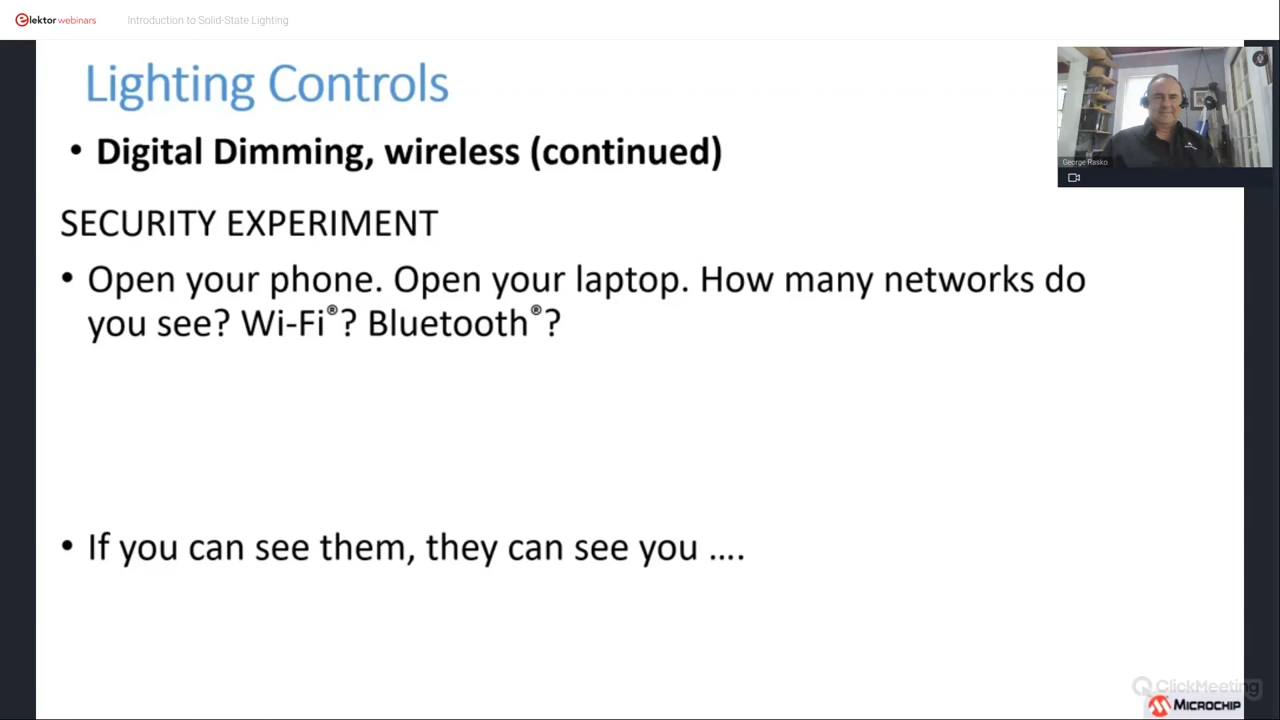 elektor webinars
Introduction to Solid-State Lighting
Lighting Controls
George Rasko
• Digital Dimming, wireless (continued)
SECURITY EXPERIMENT
• Open your phone. Open your laptop. How many networks do
you see? Wi-Fi®? Bluetooth®?
• If you can see them, they can see you ....
ClickMeeting
MICROCHIP